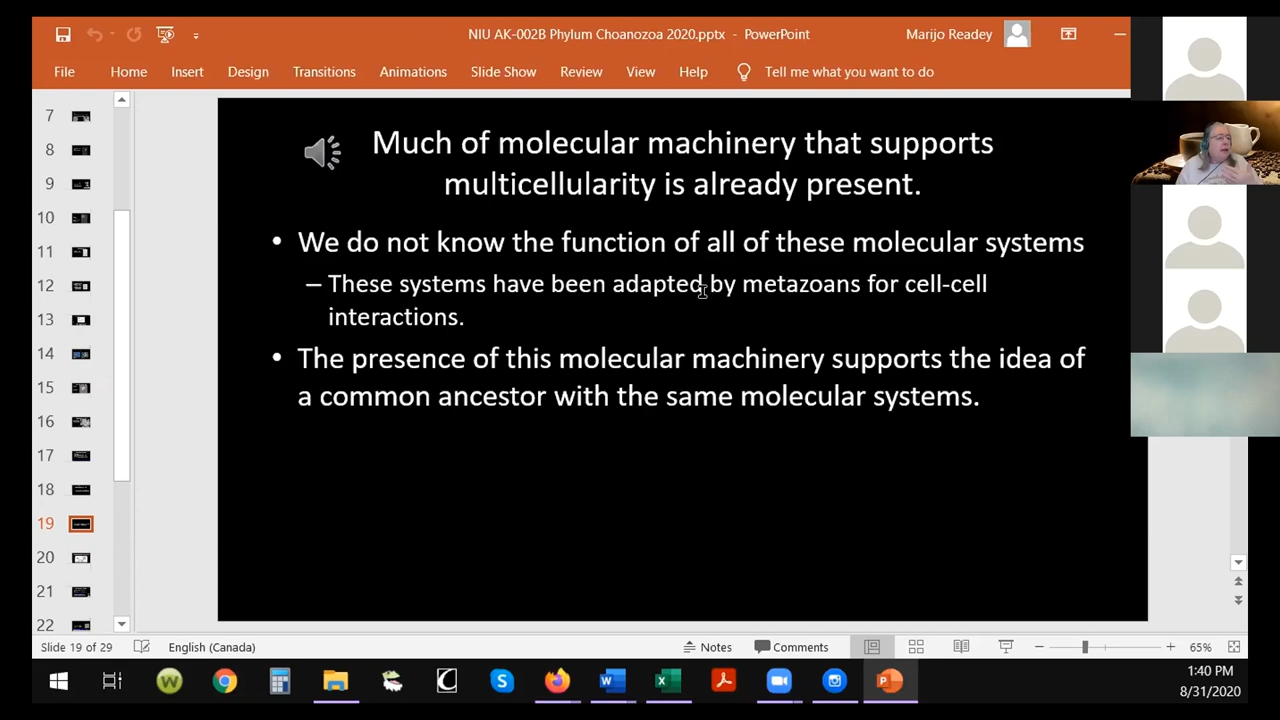 NIU AK-002B Phylum Choanozoa 2020.pptx - PowerPoint
Marijo Readey
File Home Insert Design Transitions Animations Slide Show Review View Help Tell me what you want to do
7
8
9
10
11
12
13
14
15
16
17
18
19
20
21
22
Much of molecular machinery that supports
multicellularity is already present.
• We do not know the function of all of these molecular systems
– These systems have been adapted by metazoans for cell-cell
interactions.
• The presence of this molecular machinery supports the idea of
a common ancestor with the same molecular systems.
Slide 19 of 29 English (Canada) Notes Comments 65%
1:40 PM
8/31/2020